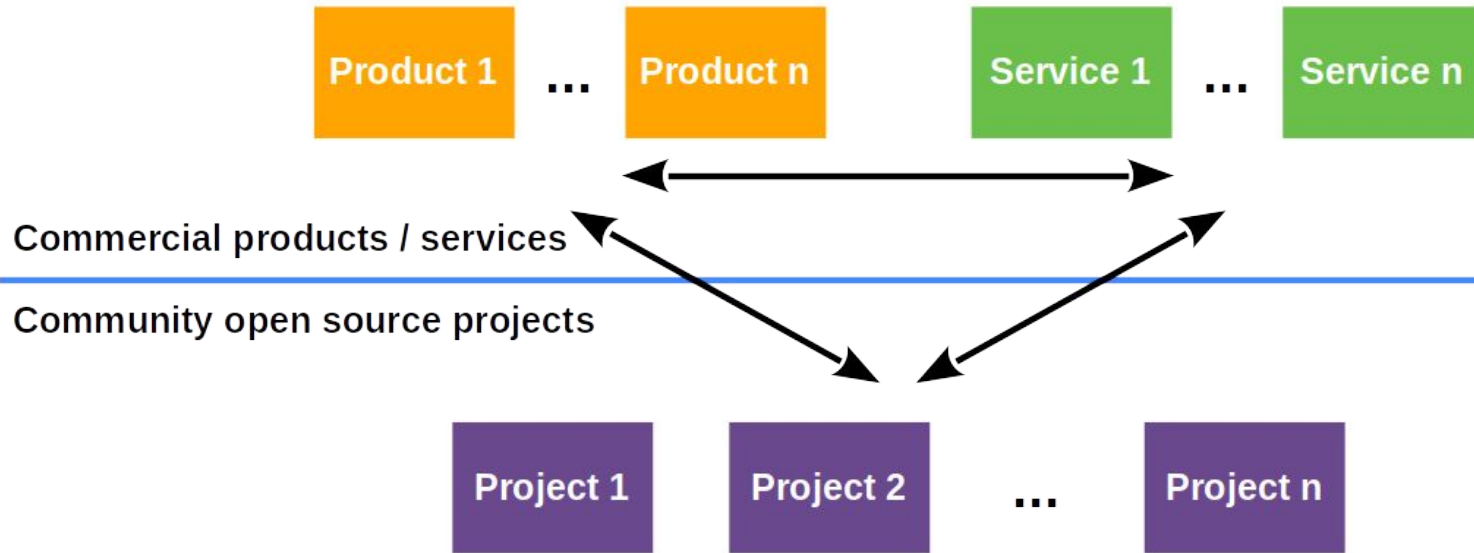 Product 1 ... Product n Service 1 ... Service n
Commercial products / services
Community open source projects
Project 1 Project 2 ... Project n